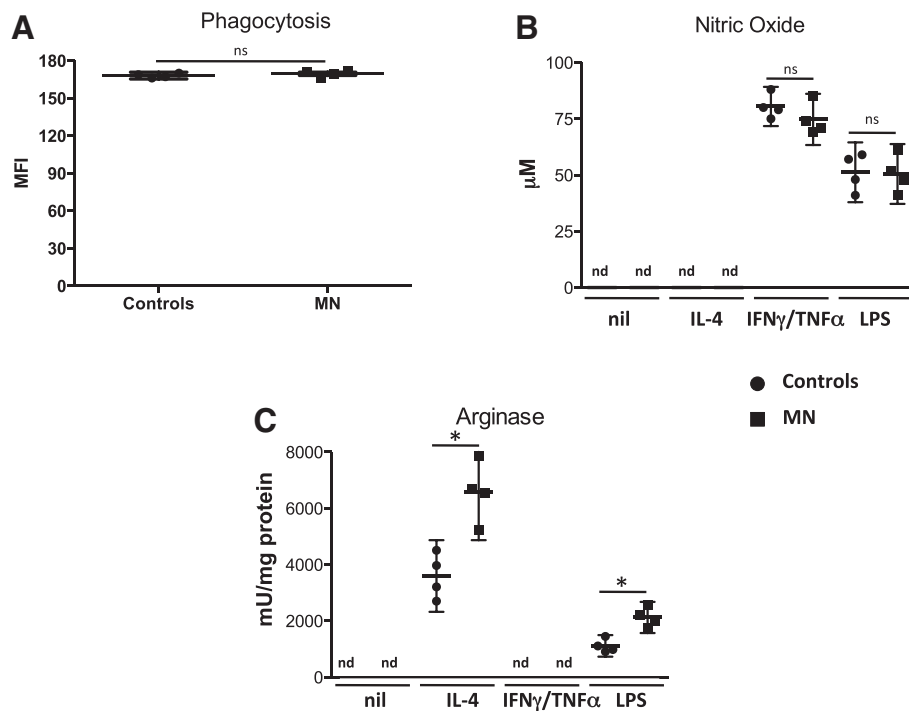 A
Phagocytosis
ns
180
150
120
90
60
30
0
MFI
Controls
MN
B
Nitric Oxide
100
75
50
25
0
μM
ns
ns
nd nd nd nd
nil IL-4 IFNγ/TNFα LPS
Controls
MN
C
Arginase
8000
6000
4000
2000
0
mU/mg protein
*
*
nd nd nd nd
nil IL-4 IFNγ/TNFα LPS